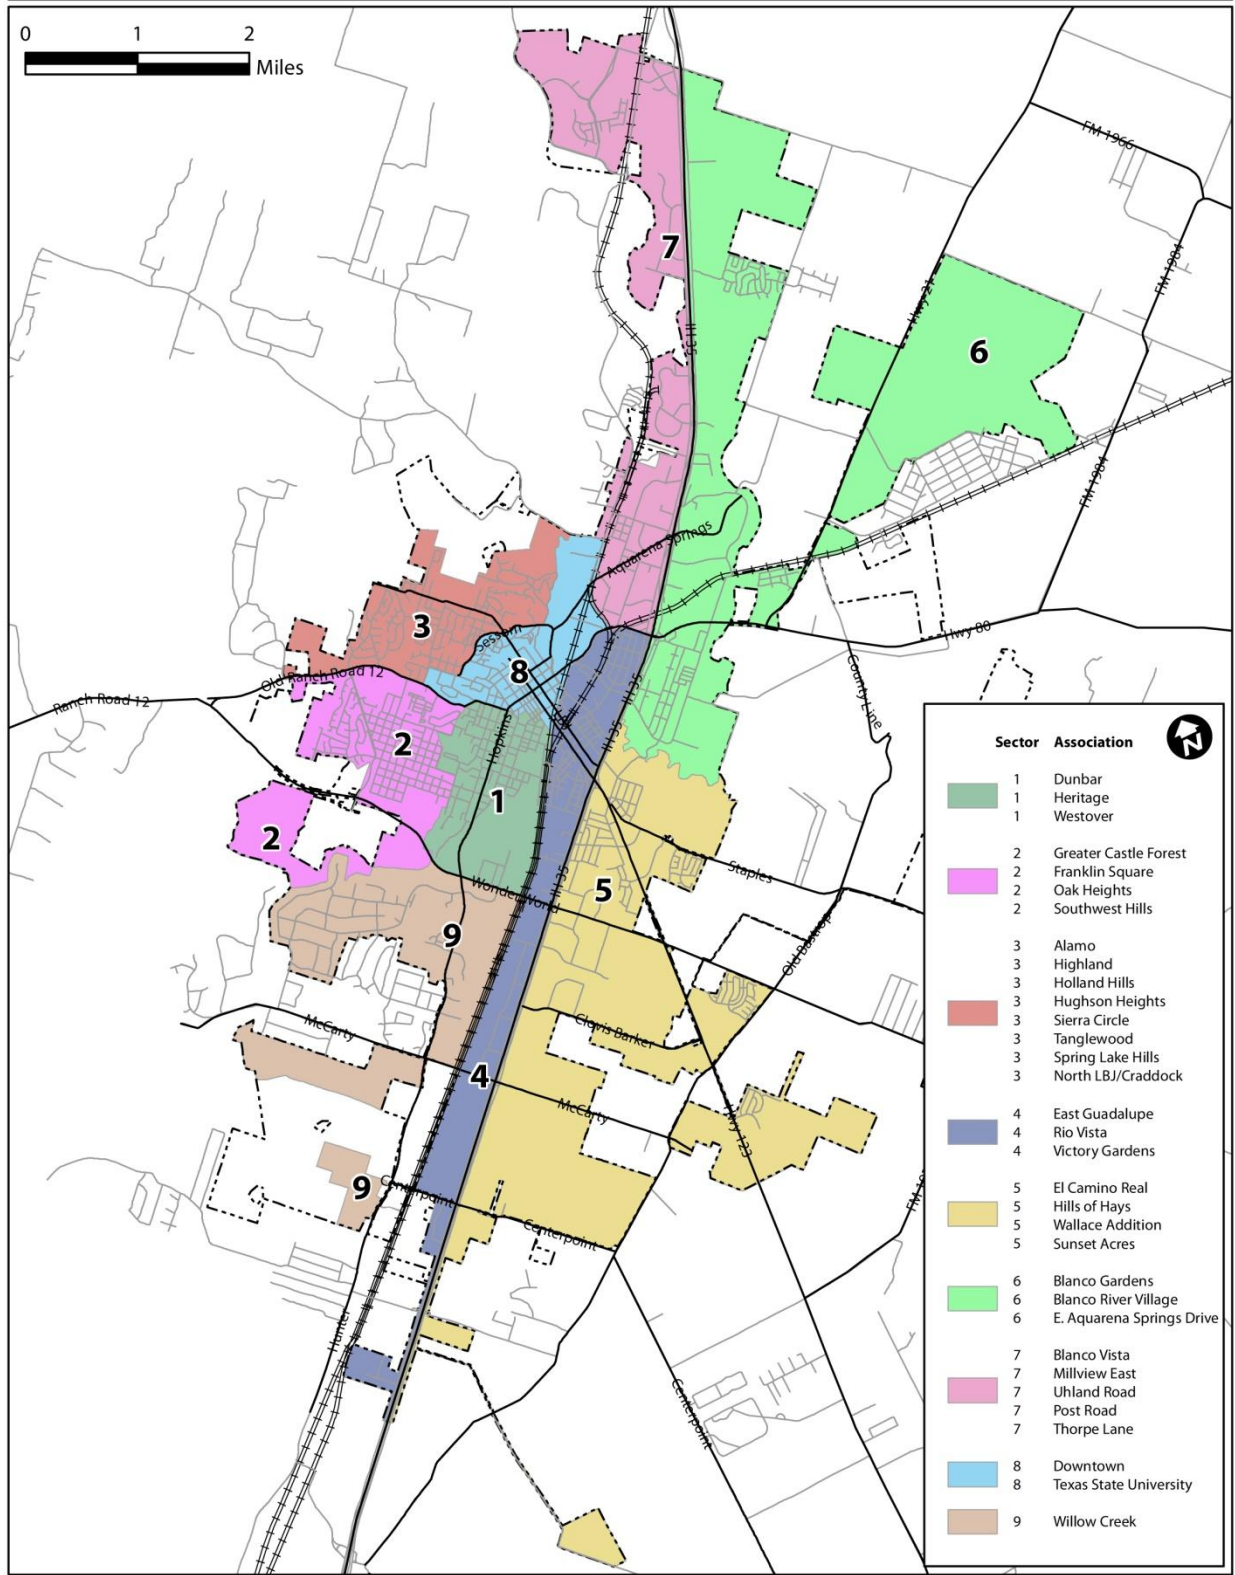 0 1 2
Miles
FM 1966
FM 1984
7
IH 35
Hwy 21
6
FM 1984
Aquarena Springs
3
Sessom
8
Hwy 80
Old Ranch Road 12
Ranch Road 12
County Line
IH 35
IH 35
2
Hopkins
1
2
IH 35
Staples
5
Wonder World
9
Old Bastrop
McCarty
Clovis Barker
4
McCarty
Hwy 123
9
Centerpoint
Centerpoint
Hunter
Centerpoint
N
Sector Association
1 Dunbar
1 Heritage
1 Westover
2 Greater Castle Forest
2 Franklin Square
2 Oak Heights
2 Southwest Hills
3 Alamo
3 Highland
3 Holland Hills
3 Hughson Heights
3 Sierra Circle
3 Tanglewood
3 Spring Lake Hills
3 North LBJ/Craddock
4 East Guadalupe
4 Rio Vista
4 Victory Gardens
5 El Camino Real
5 Hills of Hays
5 Wallace Addition
5 Sunset Acres
6 Blanco Gardens
6 Blanco River Village
6 E. Aquarena Springs Drive
7 Blanco Vista
7 Millview East
7 Uhland Road
7 Post Road
7 Thorpe Lane
8 Downtown
8 Texas State University
9 Willow Creek